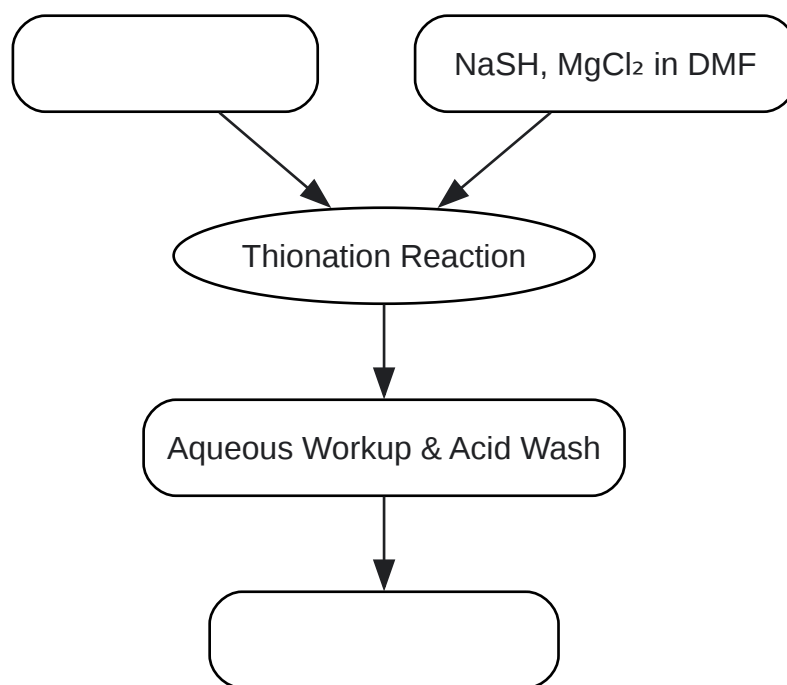 NaSH, MgCl₂ in DMF
Thionation Reaction
Aqueous Workup & Acid Wash